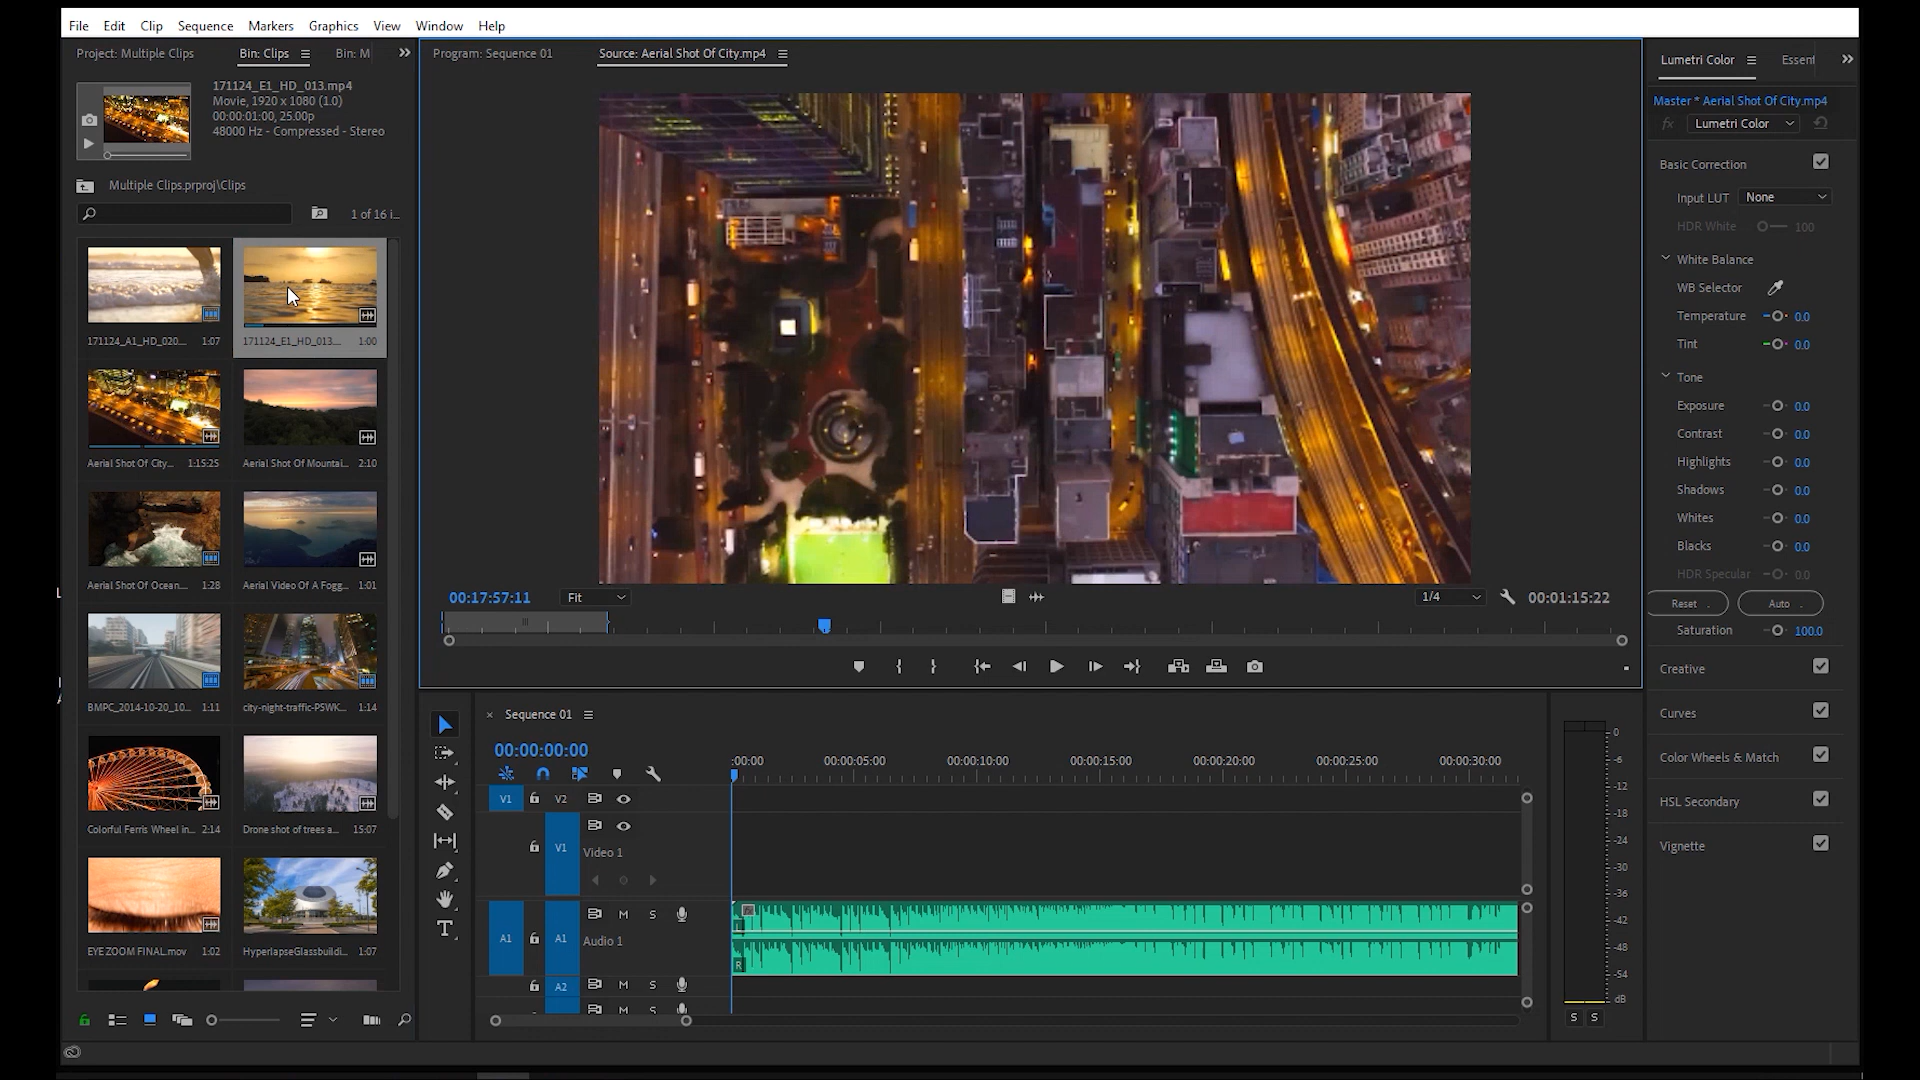 File Edit Clip Sequence Markers Graphics View Window Help
Project: Multiple Clips
Bin: Clips
Bin: M
171124_E1_HD_013.mp4
Movie, 1920 x 1080 (1.0)
00:00:01:00, 25.00p
48000 Hz - Compressed - Stereo
Multiple Clips.prproj\Clips
1 of 16 i...
171124_A1_HD_020... 1:07
171124_E1_HD_013.... 1:00
Aerial Shot Of City... 1:15:25
Aerial Shot Of Mountai... 2:10
Aerial Shot Of Ocean... 1:28
Aerial Video Of A Fogg... 1:01
BMPC_2014-10-20_10... 1:11
city-night-traffic-P5WK... 1:14
Colorful Ferris Wheel in... 2:14
Drone shot of trees a... 15:07
EYE ZOOM FINAL.mov 1:02
HyperlapseGlassbuildi... 1:07
Program: Sequence 01
Source: Aerial Shot Of City.mp4
00:17:57:11
Fit
1/4
00:01:15:22
× Sequence 01
00:00:00:00
:00:00 00:00:05:00 00:00:10:00 00:00:15:00 00:00:20:00 00:00:25:00 00:00:30:00
V1 V2
V1 Video 1
A1 A1 M S
Audio 1
L
R
A2 M S
M S
T
0
-6
-12
-18
-24
-30
-36
-42
-48
-54
dB
S S
Lumetri Color
Essent
Master * Aerial Shot Of City.mp4
fx Lumetri Color
Basic Correction
Input LUT None
HDR White 100
White Balance
WB Selector
Temperature 0.0
Tint 0.0
Tone
Exposure 0.0
Contrast 0.0
Highlights 0.0
Shadows 0.0
Whites 0.0
Blacks 0.0
HDR Specular 0.0
Reset Auto
Saturation 100.0
Creative
Curves
Color Wheels & Match
HSL Secondary
Vignette